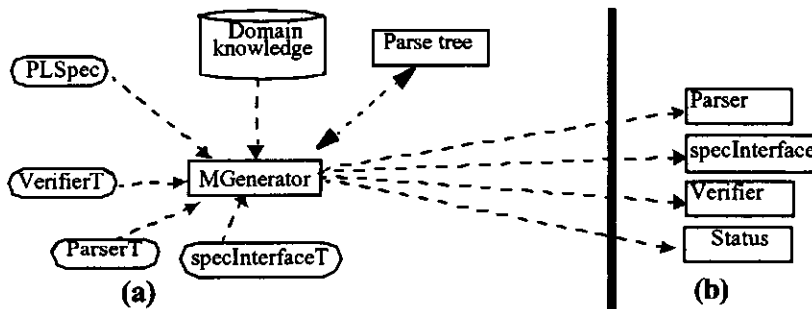 Domain
knowledge
Parse tree
PLSpec
Parser
specInterface
MGenerator
VerifierT
Verifier
ParserT
specInterfaceT
Status
(a)
(b)